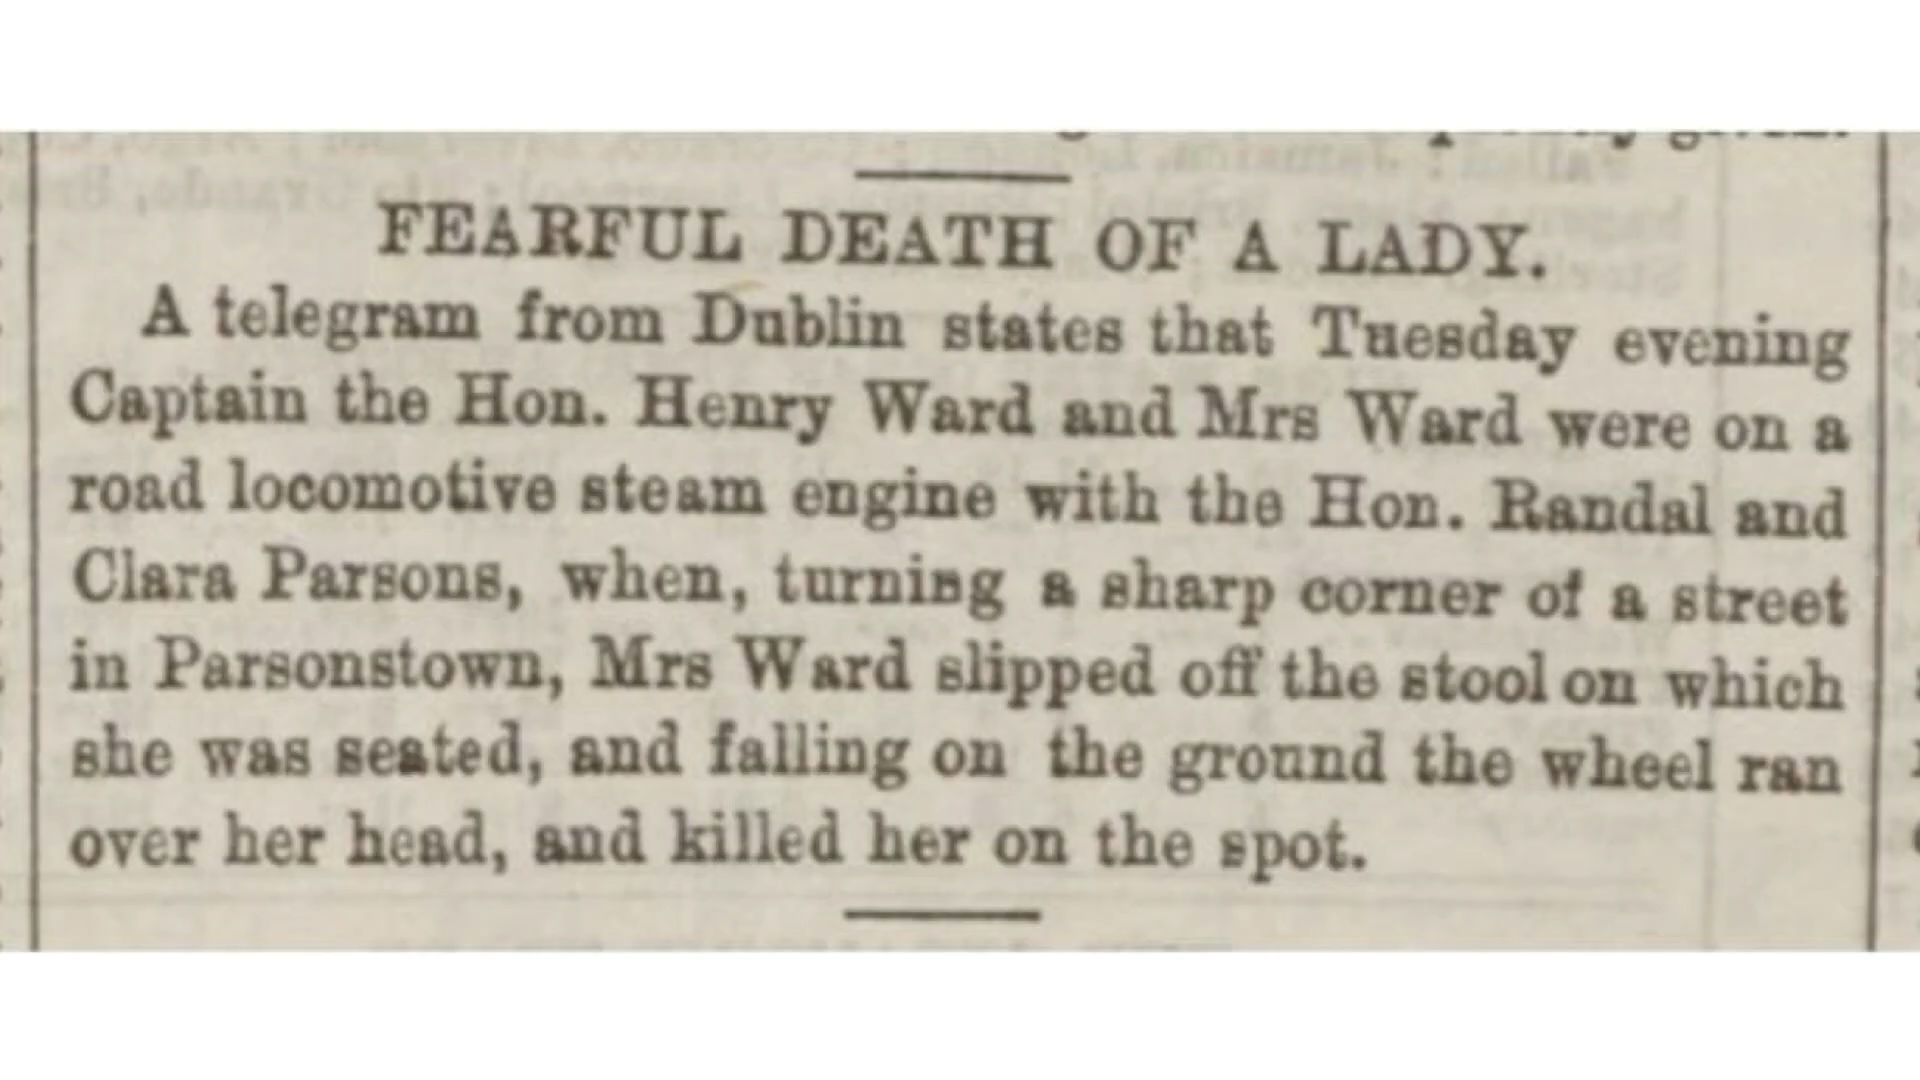 FEARFUL DEATH OF A LADY.
A telegram from Dublin states that Tuesday evening
Captain the Hon. Henry Ward and Mrs Ward were on a
road locomotive steam engine with the Hon. Randal and
Clara Parsons, when, turning a sharp corner of a street
in Parsonstown, Mrs Ward slipped off the stool on which
she was seated, and falling on the ground the wheel ran
over her head, and killed her on the spot.